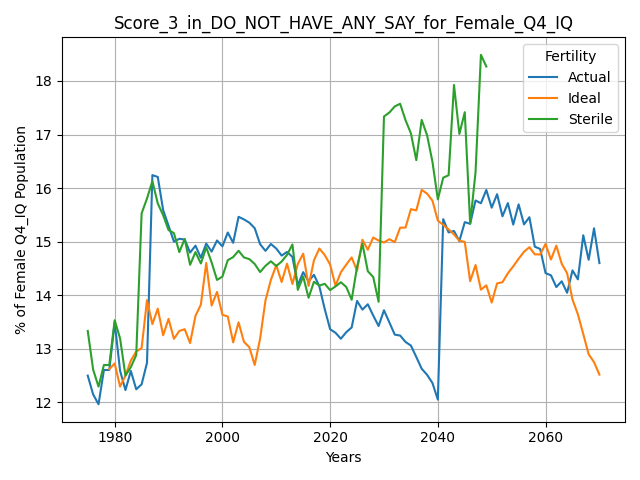 Score_3_in_DO_NOT_HAVE_ANY_SAY_for_Female_Q4_IQ
Fertility
Actual
Ideal
Sterile
% of Female Q4_IQ Population
18
17
16
15
14
13
12
1980
2000
2020
2040
2060
Years